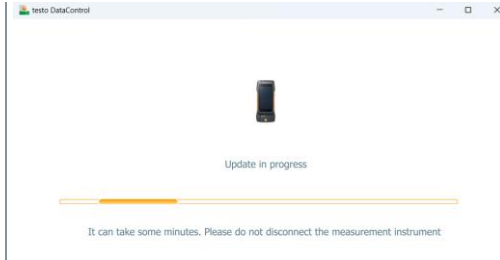 testo DataControl
Update in progress
It can take some minutes. Please do not disconnect the measurement instrument